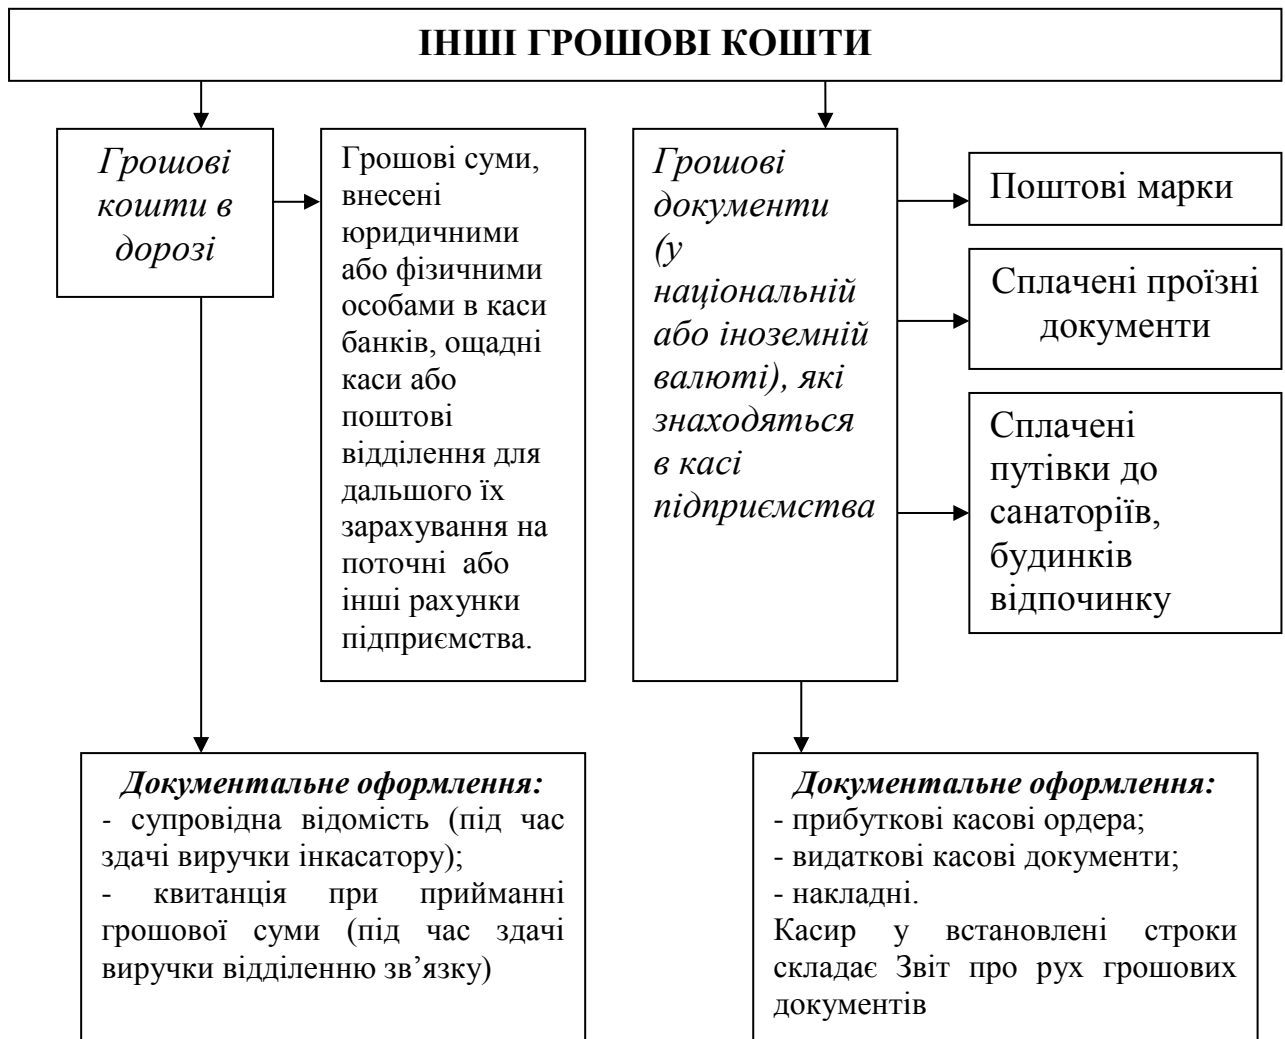 ІНШІ ГРОШОВІ КОШТИ
Грошові
кошти в
дорозі
Грошові суми,
внесені
юридичними
або фізичними
особами в каси
банків, ощадні
каси або
поштові
відділення для
дальшого їх
зарахування на
поточні або
інші рахунки
підприємства.
Грошові
документи
(у
національній
або іноземній
валюті), які
знаходяться
в касі
підприємства
Поштові марки
Сплачені проїзні
документи
Сплачені
путівки до
санаторіїв,
будинків
відпочинку
Документальне оформлення:
- супровідна відомість (під час
здачі виручки інкасатору);
- квитанція при прийманні
грошової суми (під час здачі
виручки відділенню зв’язку)
Документальне оформлення:
- прибуткові касові ордера;
- видаткові касові документи;
- накладні.
Касир у встановлені строки
складає Звіт про рух грошових
документів